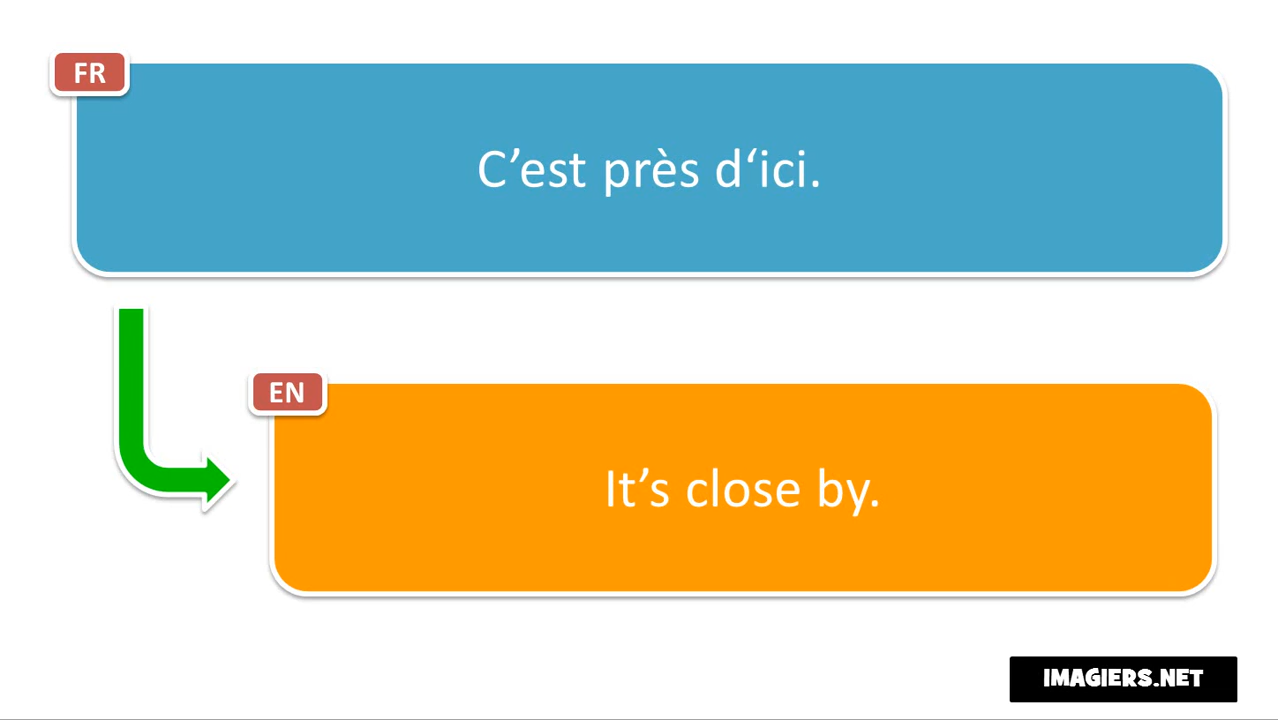 FR
C’est près d‘ici.
EN
It’s close by.
IMAGIERS.NET